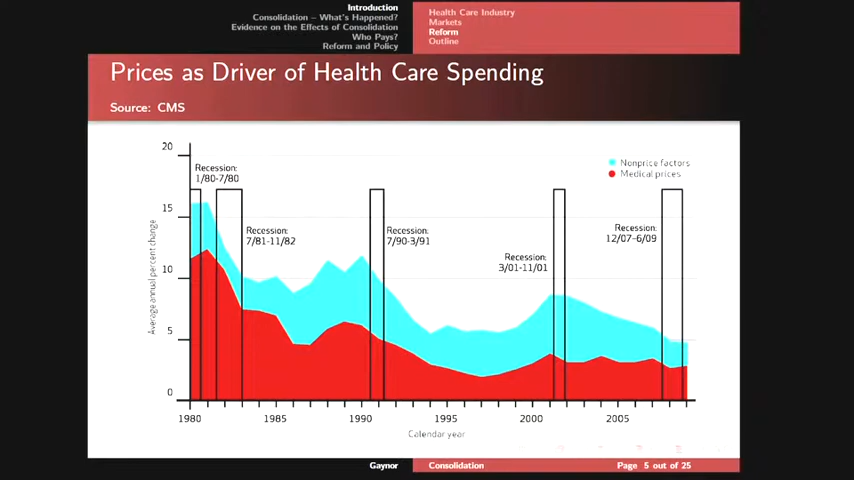 Introduction
Consolidation – What's Happened?
Evidence on the Effects of Consolidation
Who Pays?
Reform and Policy
Health Care Industry
Markets
Reform
Outline
Prices as Driver of Health Care Spending
Source: CMS
20
15
10
5
0
Average annual percent change
Recession:
1/80-7/80
Recession:
7/81-11/82
Recession:
7/90-3/91
Recession:
3/01-11/01
Recession:
12/07-6/09
Nonprice factors
Medical prices
1980
1985
1990
1995
2000
2005
Calendar year
Gaynor
Consolidation
Page 5 out of 25